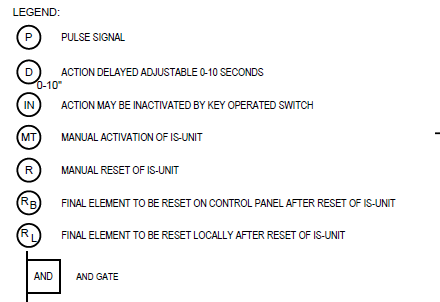 LEGEND:
P PULSE SIGNAL
D ACTION DELAYED ADJUSTABLE 0-10 SECONDS
0-10"
IN ACTION MAY BE INACTIVATED BY KEY OPERATED SWITCH
MT MANUAL ACTIVATION OF IS-UNIT
R MANUAL RESET OF IS-UNIT
RB FINAL ELEMENT TO BE RESET ON CONTROL PANEL AFTER RESET OF IS-UNIT
RL FINAL ELEMENT TO BE RESET LOCALLY AFTER RESET OF IS-UNIT
AND AND GATE